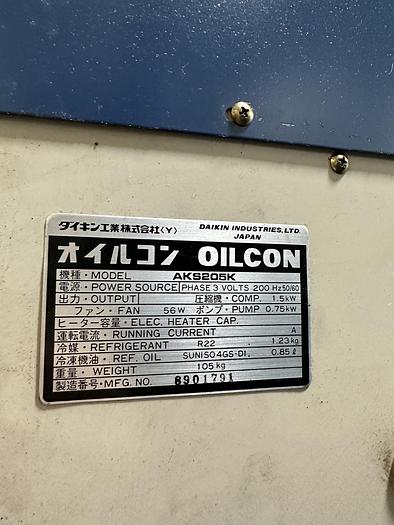 ダイキン工業株式会社〈Y〉 DAIKIN INDUSTRIES, LTD.
JAPAN
オイルコン OILCON
機種・MODEL AKS205K
電源・POWER SOURCE PHASE 3 VOLTS 200 Hz 50/60
出力・OUTPUT 圧縮機・COMP. 1.5kW
ファン・FAN 56W ポンプ・PUMP 0.75kW
ヒーター容量・ELEC. HEATER CAP.
運転電流・RUNNING CURRENT A
冷媒・REFRIGERANT R22 1.23kg
冷凍機油・REF. OIL SUNISO 4GS-DI. 0.85ℓ
重量・WEIGHT 105kg
製造番号・MFG. NO. 8901791